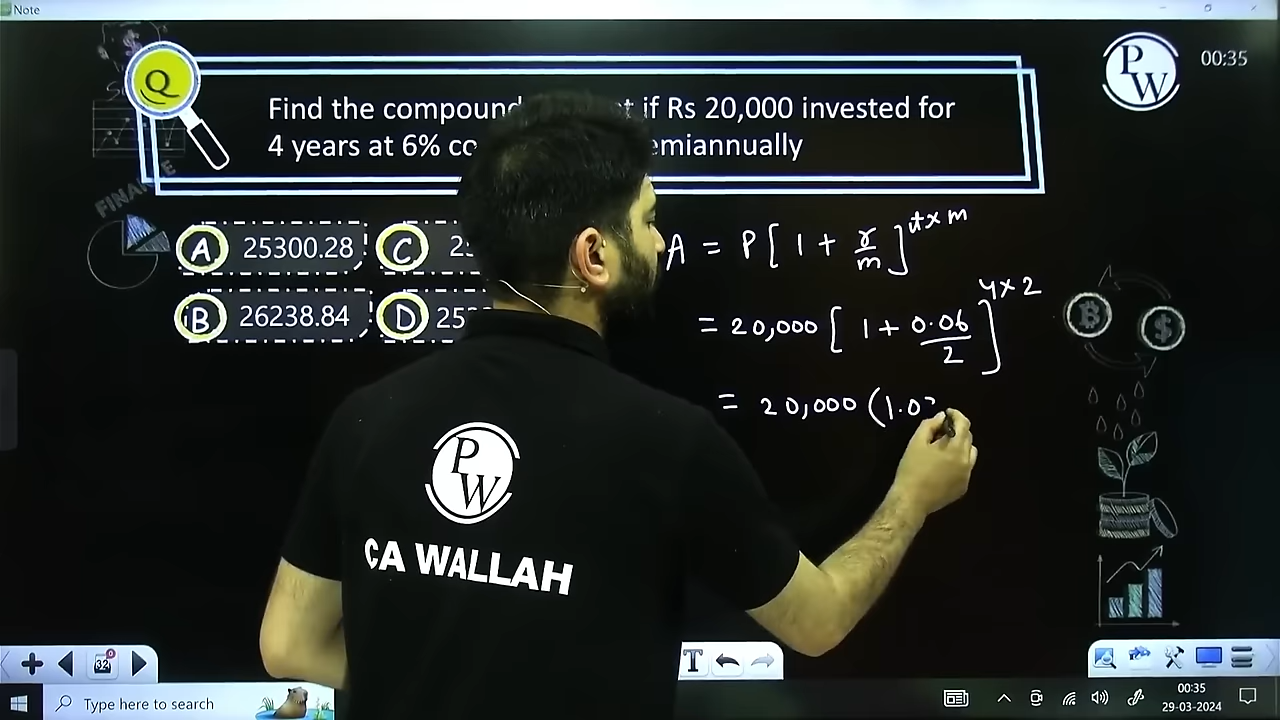 Note
Q
Find the compound if Rs 20,000 invested for
4 years at 6%
PW
00:35
FINANCE
A 25300.28
C
B 26238.84
D
A = P[1 + r/m]^t×m
= 20,000[1 + 0.06/2]^4×2
= 20,000 (1.0
PW
CA WALLAH
32
T
Type here to search
00:35
29-03-2024